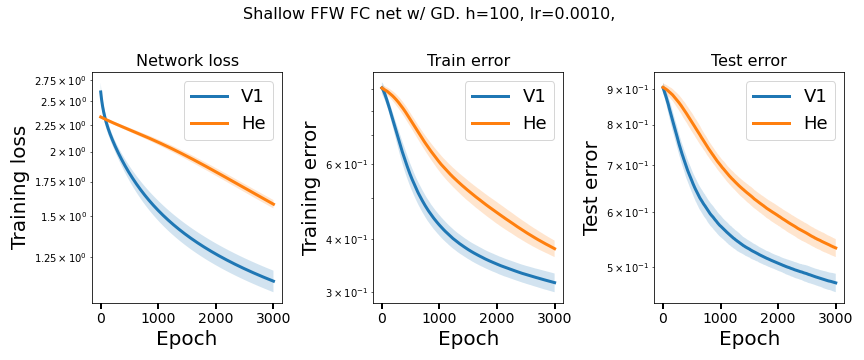 Shallow FFW FC net w/ GD. h=100, lr=0.0010,
Network loss
Training loss
2.75 × 10⁰
2.5 × 10⁰
2.25 × 10⁰
2 × 10⁰
1.75 × 10⁰
1.5 × 10⁰
1.25 × 10⁰
V1
He
0 1000 2000 3000
Epoch
Train error
Training error
6 × 10⁻¹
4 × 10⁻¹
3 × 10⁻¹
V1
He
0 1000 2000 3000
Epoch
Test error
Test error
9 × 10⁻¹
8 × 10⁻¹
7 × 10⁻¹
6 × 10⁻¹
5 × 10⁻¹
V1
He
0 1000 2000 3000
Epoch